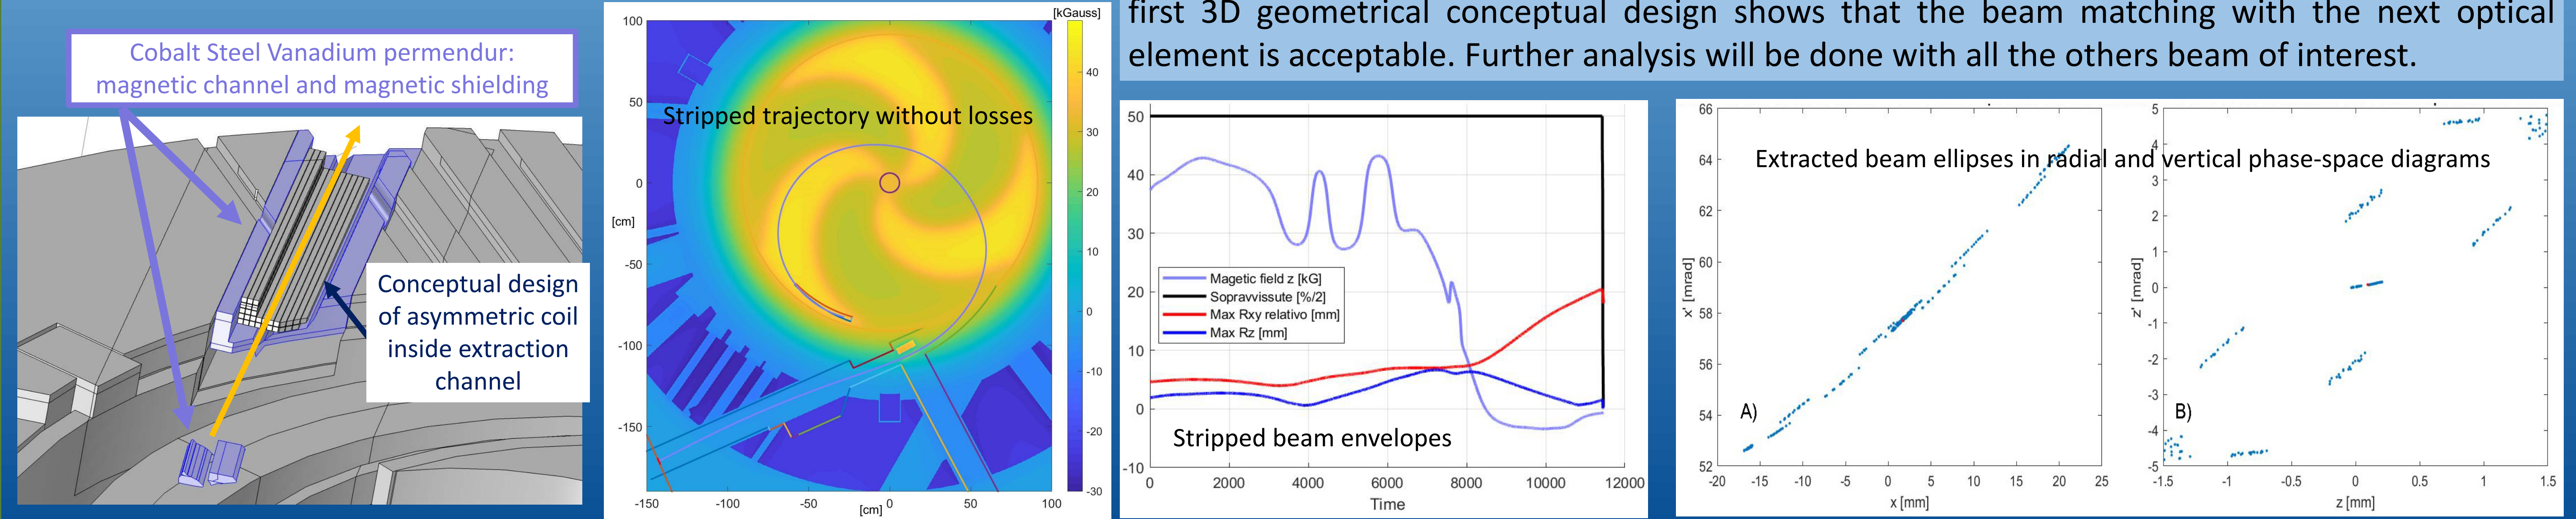 first 3D geometrical conceptual design shows that the beam matching with the next optical
element is acceptable. Further analysis will be done with all the others beam of interest.
Cobalt Steel Vanadium permendur:
magnetic channel and magnetic shielding
Conceptual design
of asymmetric coil
inside extraction
channel
[kGauss]
Stripped trajectory without losses
100
50
0
-50
-100
-150
[cm]
-150
-100
-50
[cm]
0
50
100
40
30
20
10
0
-10
-20
-30
50
40
30
20
10
0
-10
Magetic field z [kG]
Sopravvissute [%/2]
Max Rxy relativo [mm]
Max Rz [mm]
Stripped beam envelopes
0
2000
4000
6000
8000
10000
12000
Time
Extracted beam ellipses in radial and vertical phase-space diagrams
66
64
62
60
58
56
54
52
x' [mrad]
A)
-20
-15
-10
-5
0
5
10
15
20
25
x [mm]
5
4
3
2
1
0
-1
-2
-3
-4
-5
z' [mrad]
B)
-1.5
-1
-0.5
0
0.5
1
1.5
z [mm]